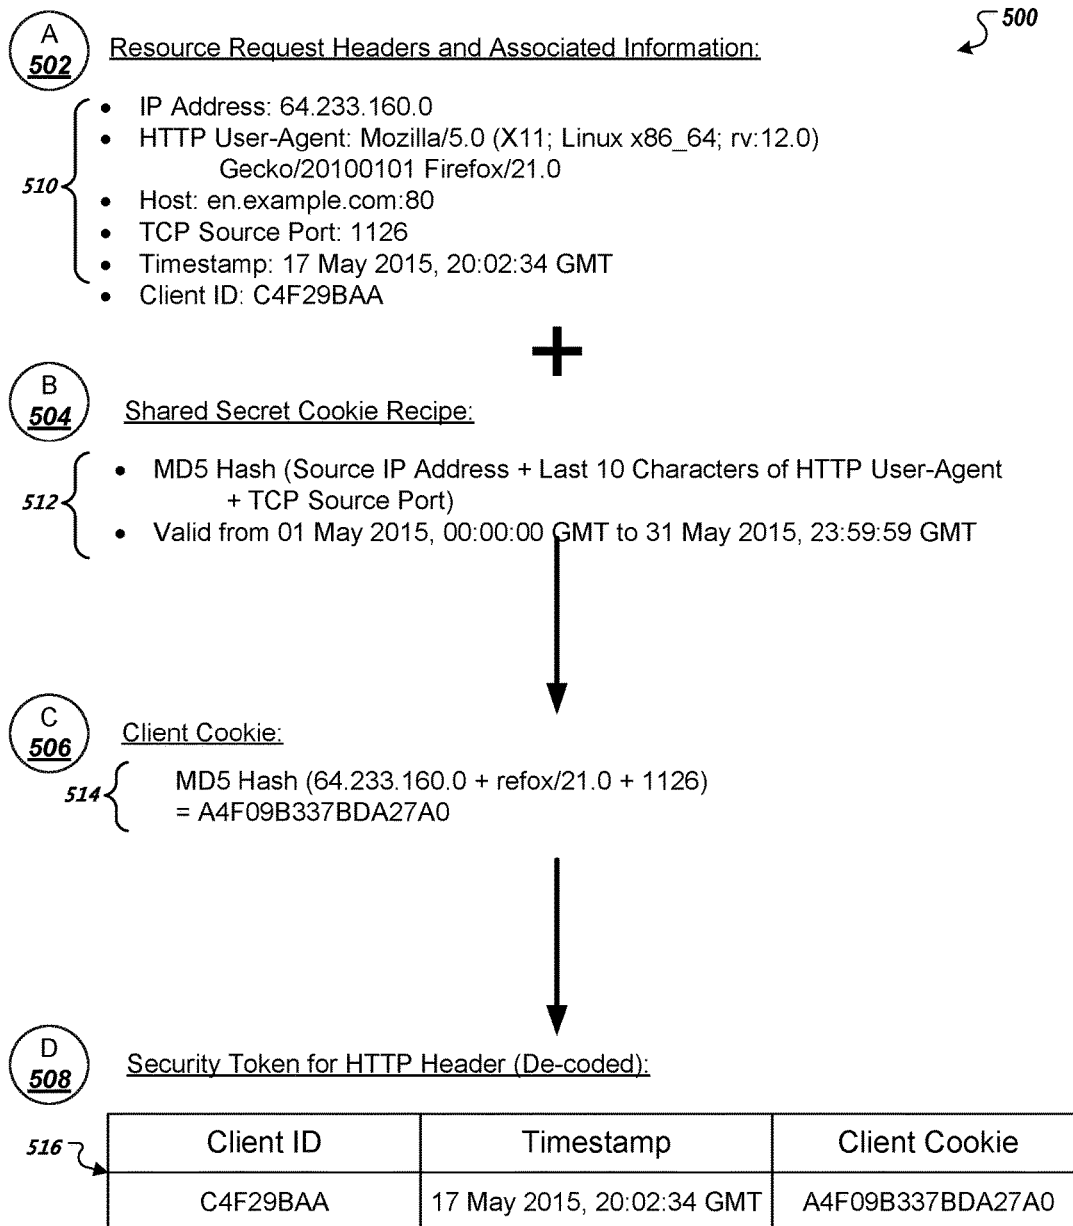 500
A
502
Resource Request Headers and Associated Information:
510
• IP Address: 64.233.160.0
• HTTP User-Agent: Mozilla/5.0 (X11; Linux x86_64; rv:12.0)
Gecko/20100101 Firefox/21.0
• Host: en.example.com:80
• TCP Source Port: 1126
• Timestamp: 17 May 2015, 20:02:34 GMT
• Client ID: C4F29BAA
+
B
504
Shared Secret Cookie Recipe:
512
• MD5 Hash (Source IP Address + Last 10 Characters of HTTP User-Agent
+ TCP Source Port)
• Valid from 01 May 2015, 00:00:00 GMT to 31 May 2015, 23:59:59 GMT
C
506
Client Cookie:
514
MD5 Hash (64.233.160.0 + refox/21.0 + 1126)
= A4F09B337BDA27A0
D
508
Security Token for HTTP Header (De-coded):
516
Client ID Timestamp Client Cookie
C4F29BAA 17 May 2015, 20:02:34 GMT A4F09B337BDA27A0